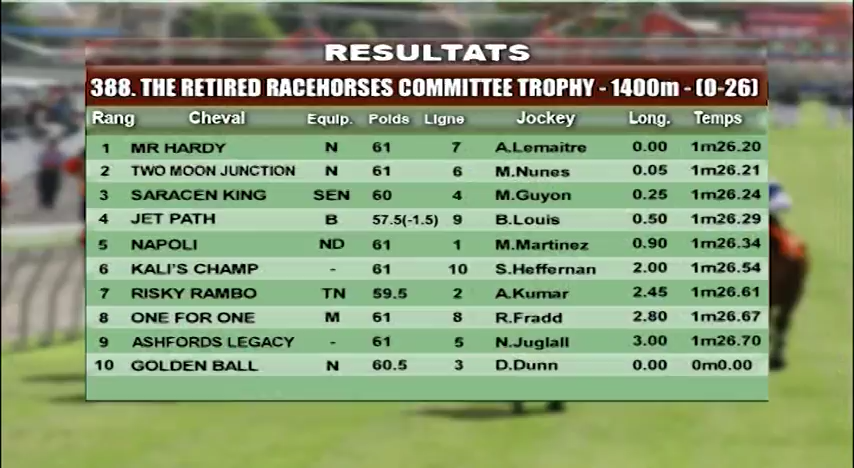 RESULTATS
388. THE RETIRED RACEHORSES COMMITTEE TROPHY - 1400m - (0-26)
Rang Cheval Equip. Poids Ligne Jockey Long. Temps
1 MR HARDY N 61 7 A.Lemaitre 0.00 1m26.20
2 TWO MOON JUNCTION N 61 6 M.Nunes 0.05 1m26.21
3 SARACEN KING SEN 60 4 M.Guyon 0.25 1m26.24
4 JET PATH B 57.5(-1.5) 9 B.Louis 0.50 1m26.29
5 NAPOLI ND 61 1 M.Martinez 0.90 1m26.34
6 KALI'S CHAMP - 61 10 S.Heffernan 2.00 1m26.54
7 RISKY RAMBO TN 59.5 2 A.Kumar 2.45 1m26.61
8 ONE FOR ONE M 61 8 R.Fradd 2.80 1m26.67
9 ASHFORDS LEGACY - 61 5 N.Juglall 3.00 1m26.70
10 GOLDEN BALL N 60.5 3 D.Dunn 0.00 0m0.00